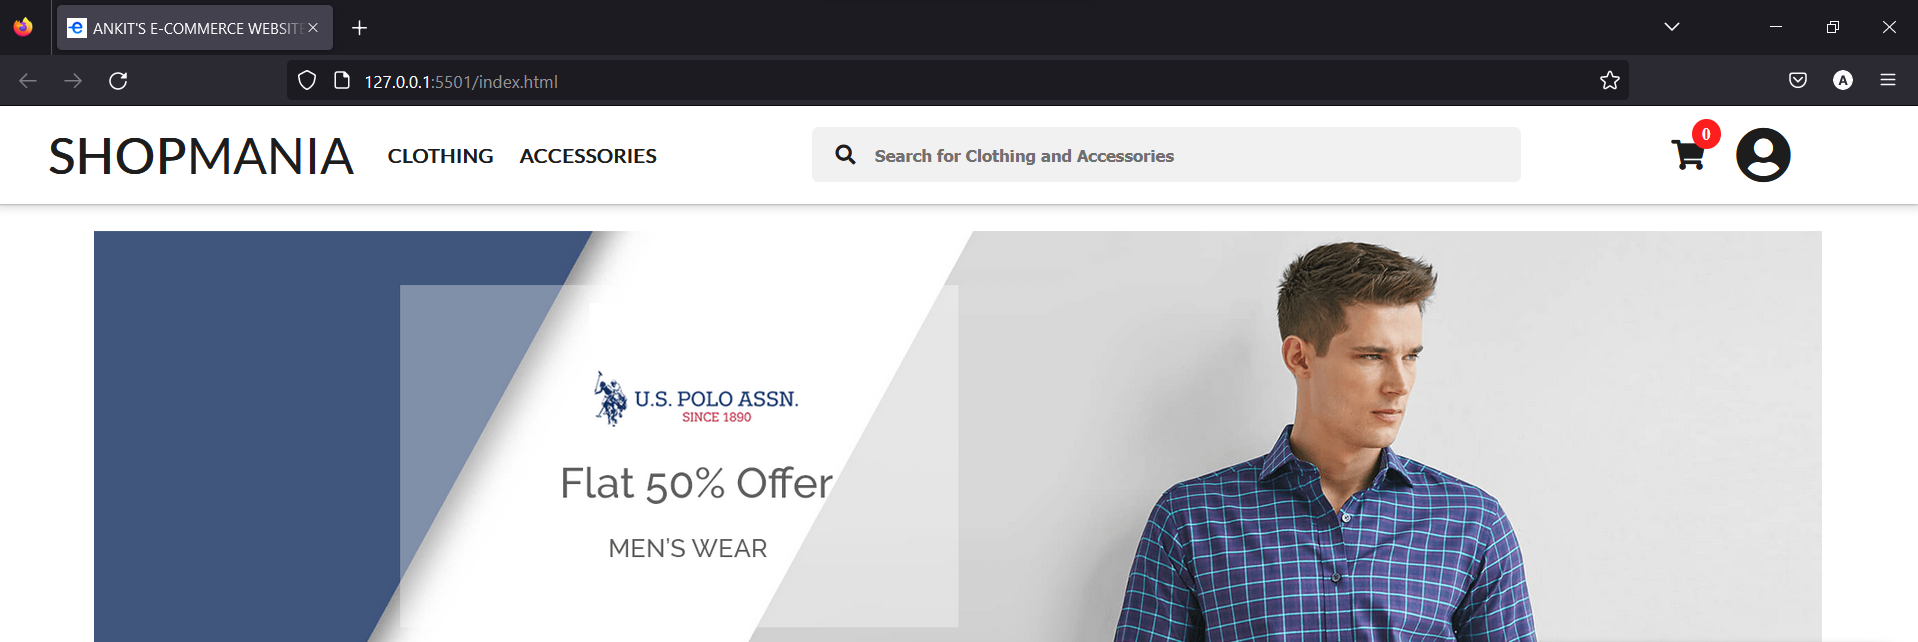 ANKIT'S E-COMMERCE WEBSITE
127.0.0.1:5501/index.html
A
SHOPMANIA CLOTHING ACCESSORIES Search for Clothing and Accessories 0
U.S. POLO ASSN.
SINCE 1890
Flat 50% Offer
MEN'S WEAR